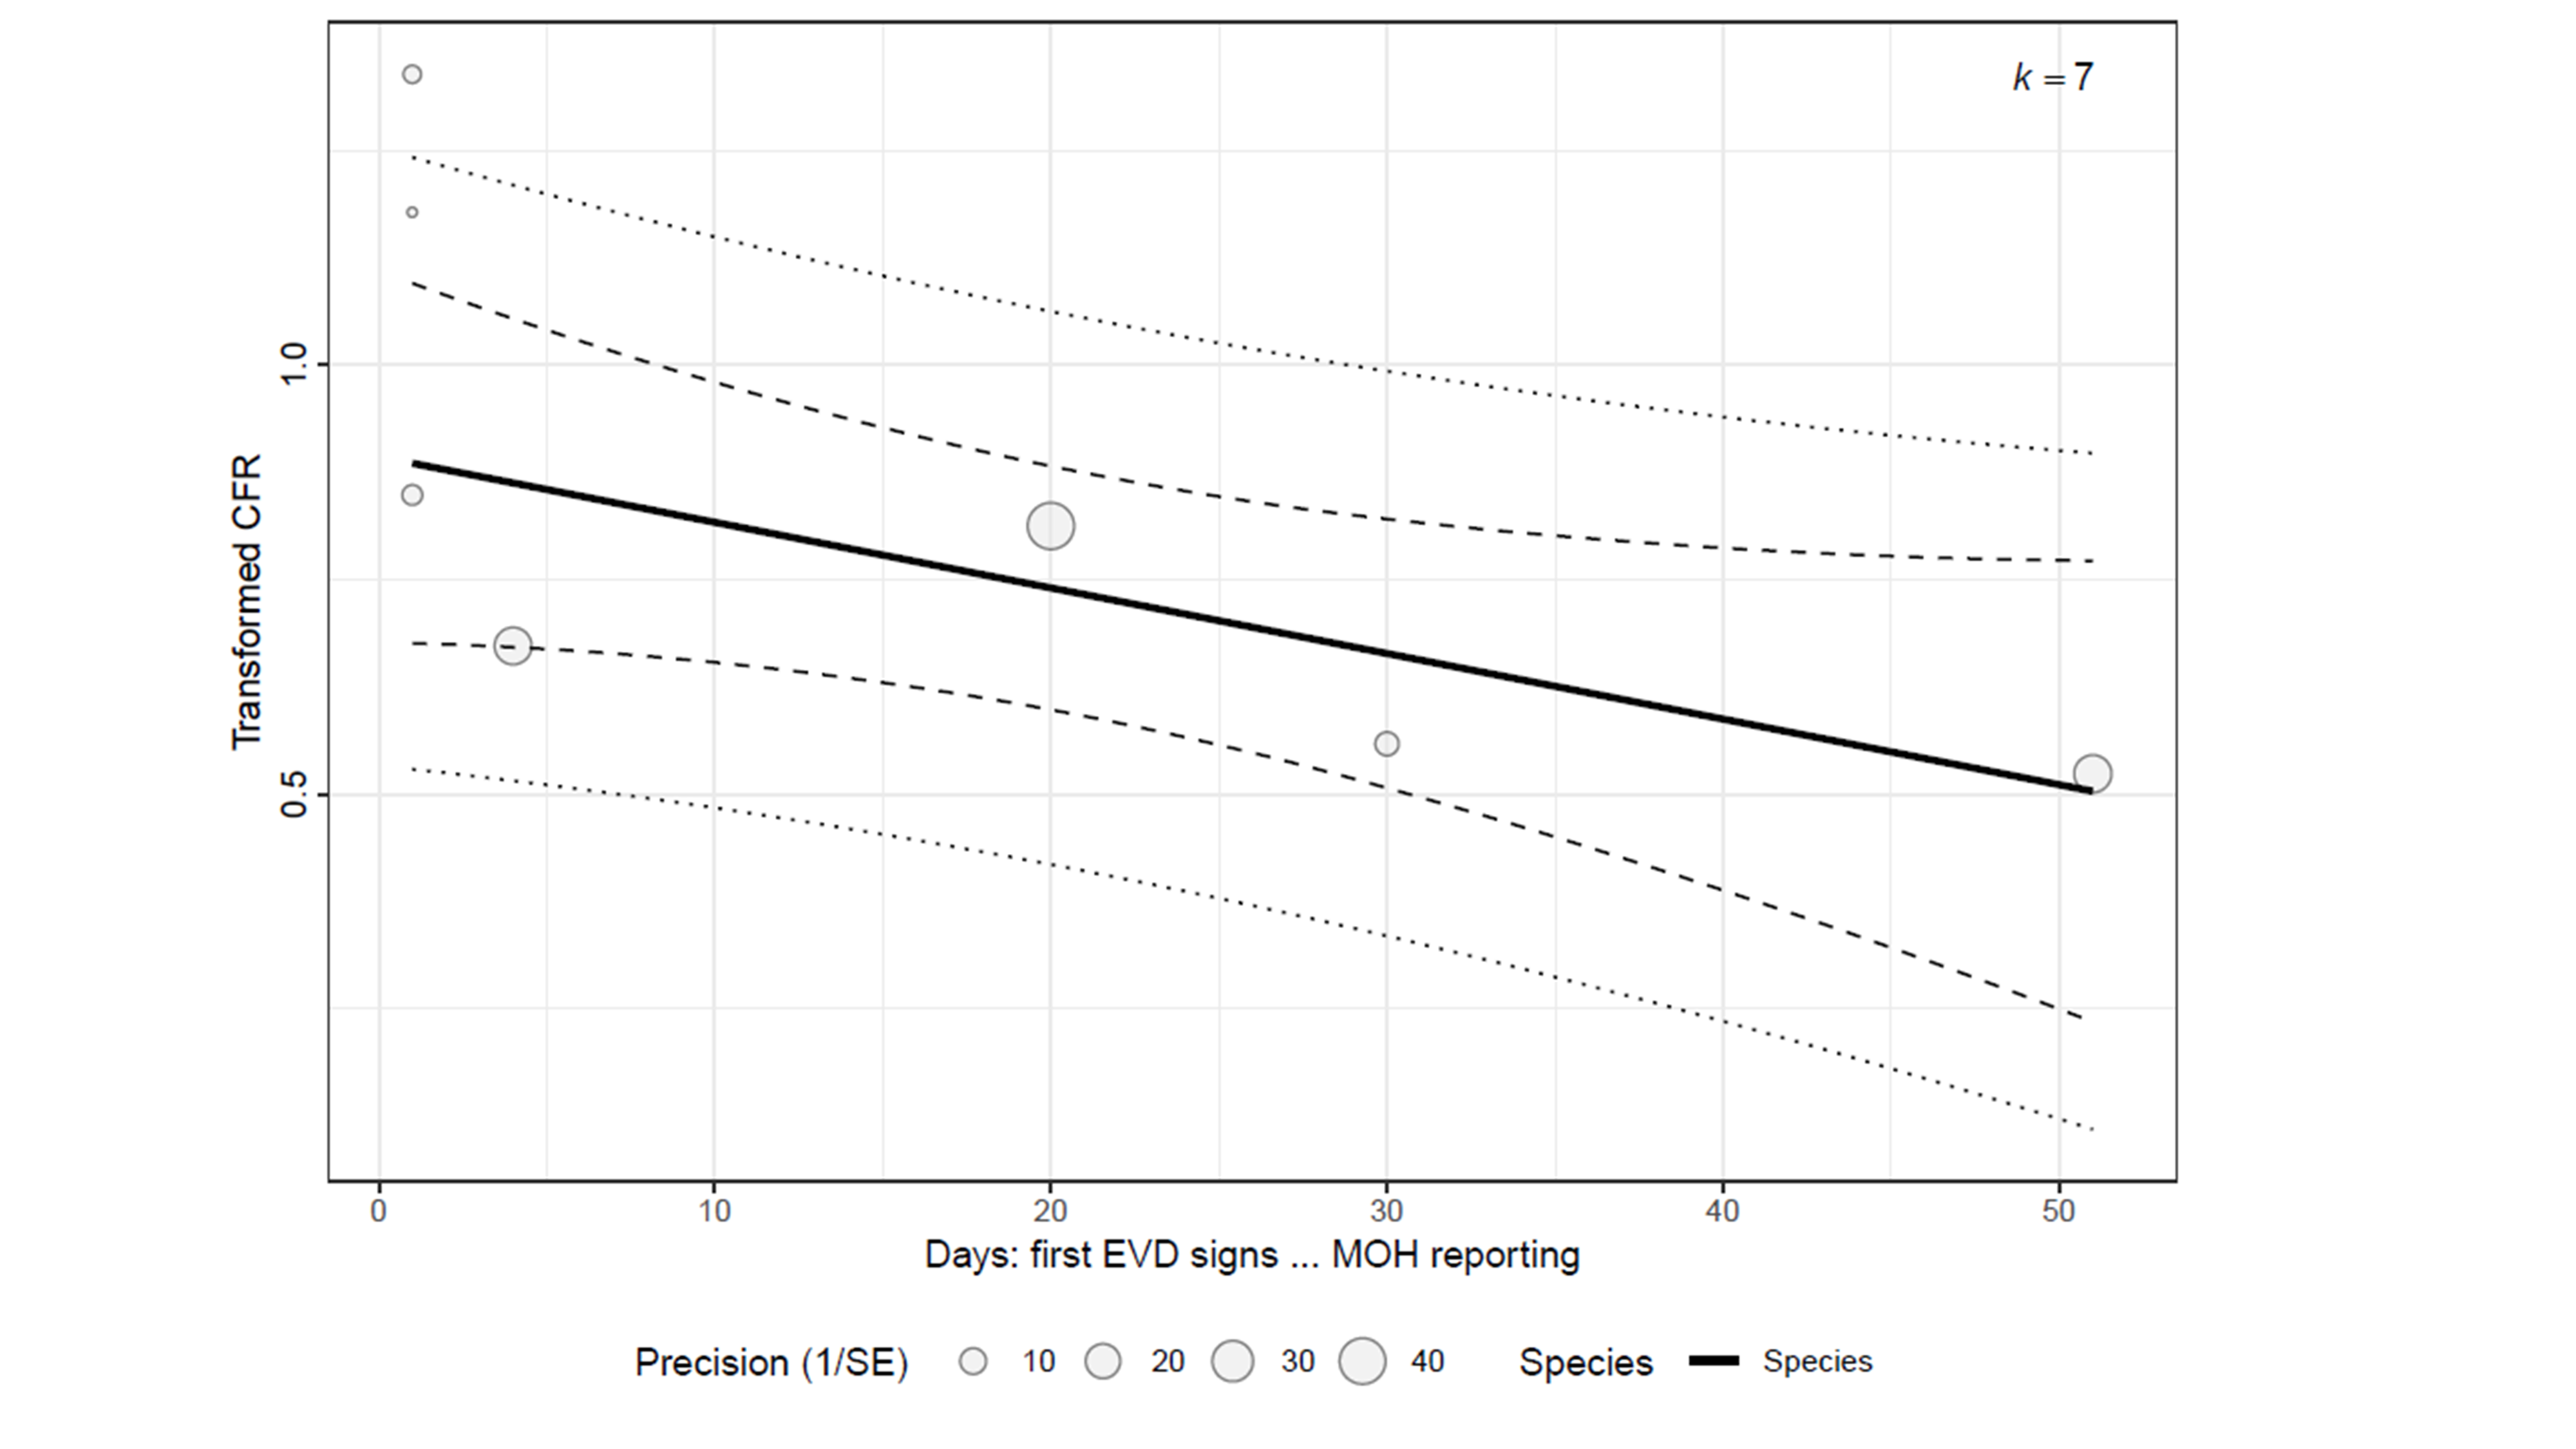 k = 7
1.0
0.5
Transformed CFR
0 10 20 30 40 50
Days: first EVD signs ... MOH reporting
Precision (1/SE) 10 20 30 40 Species Species